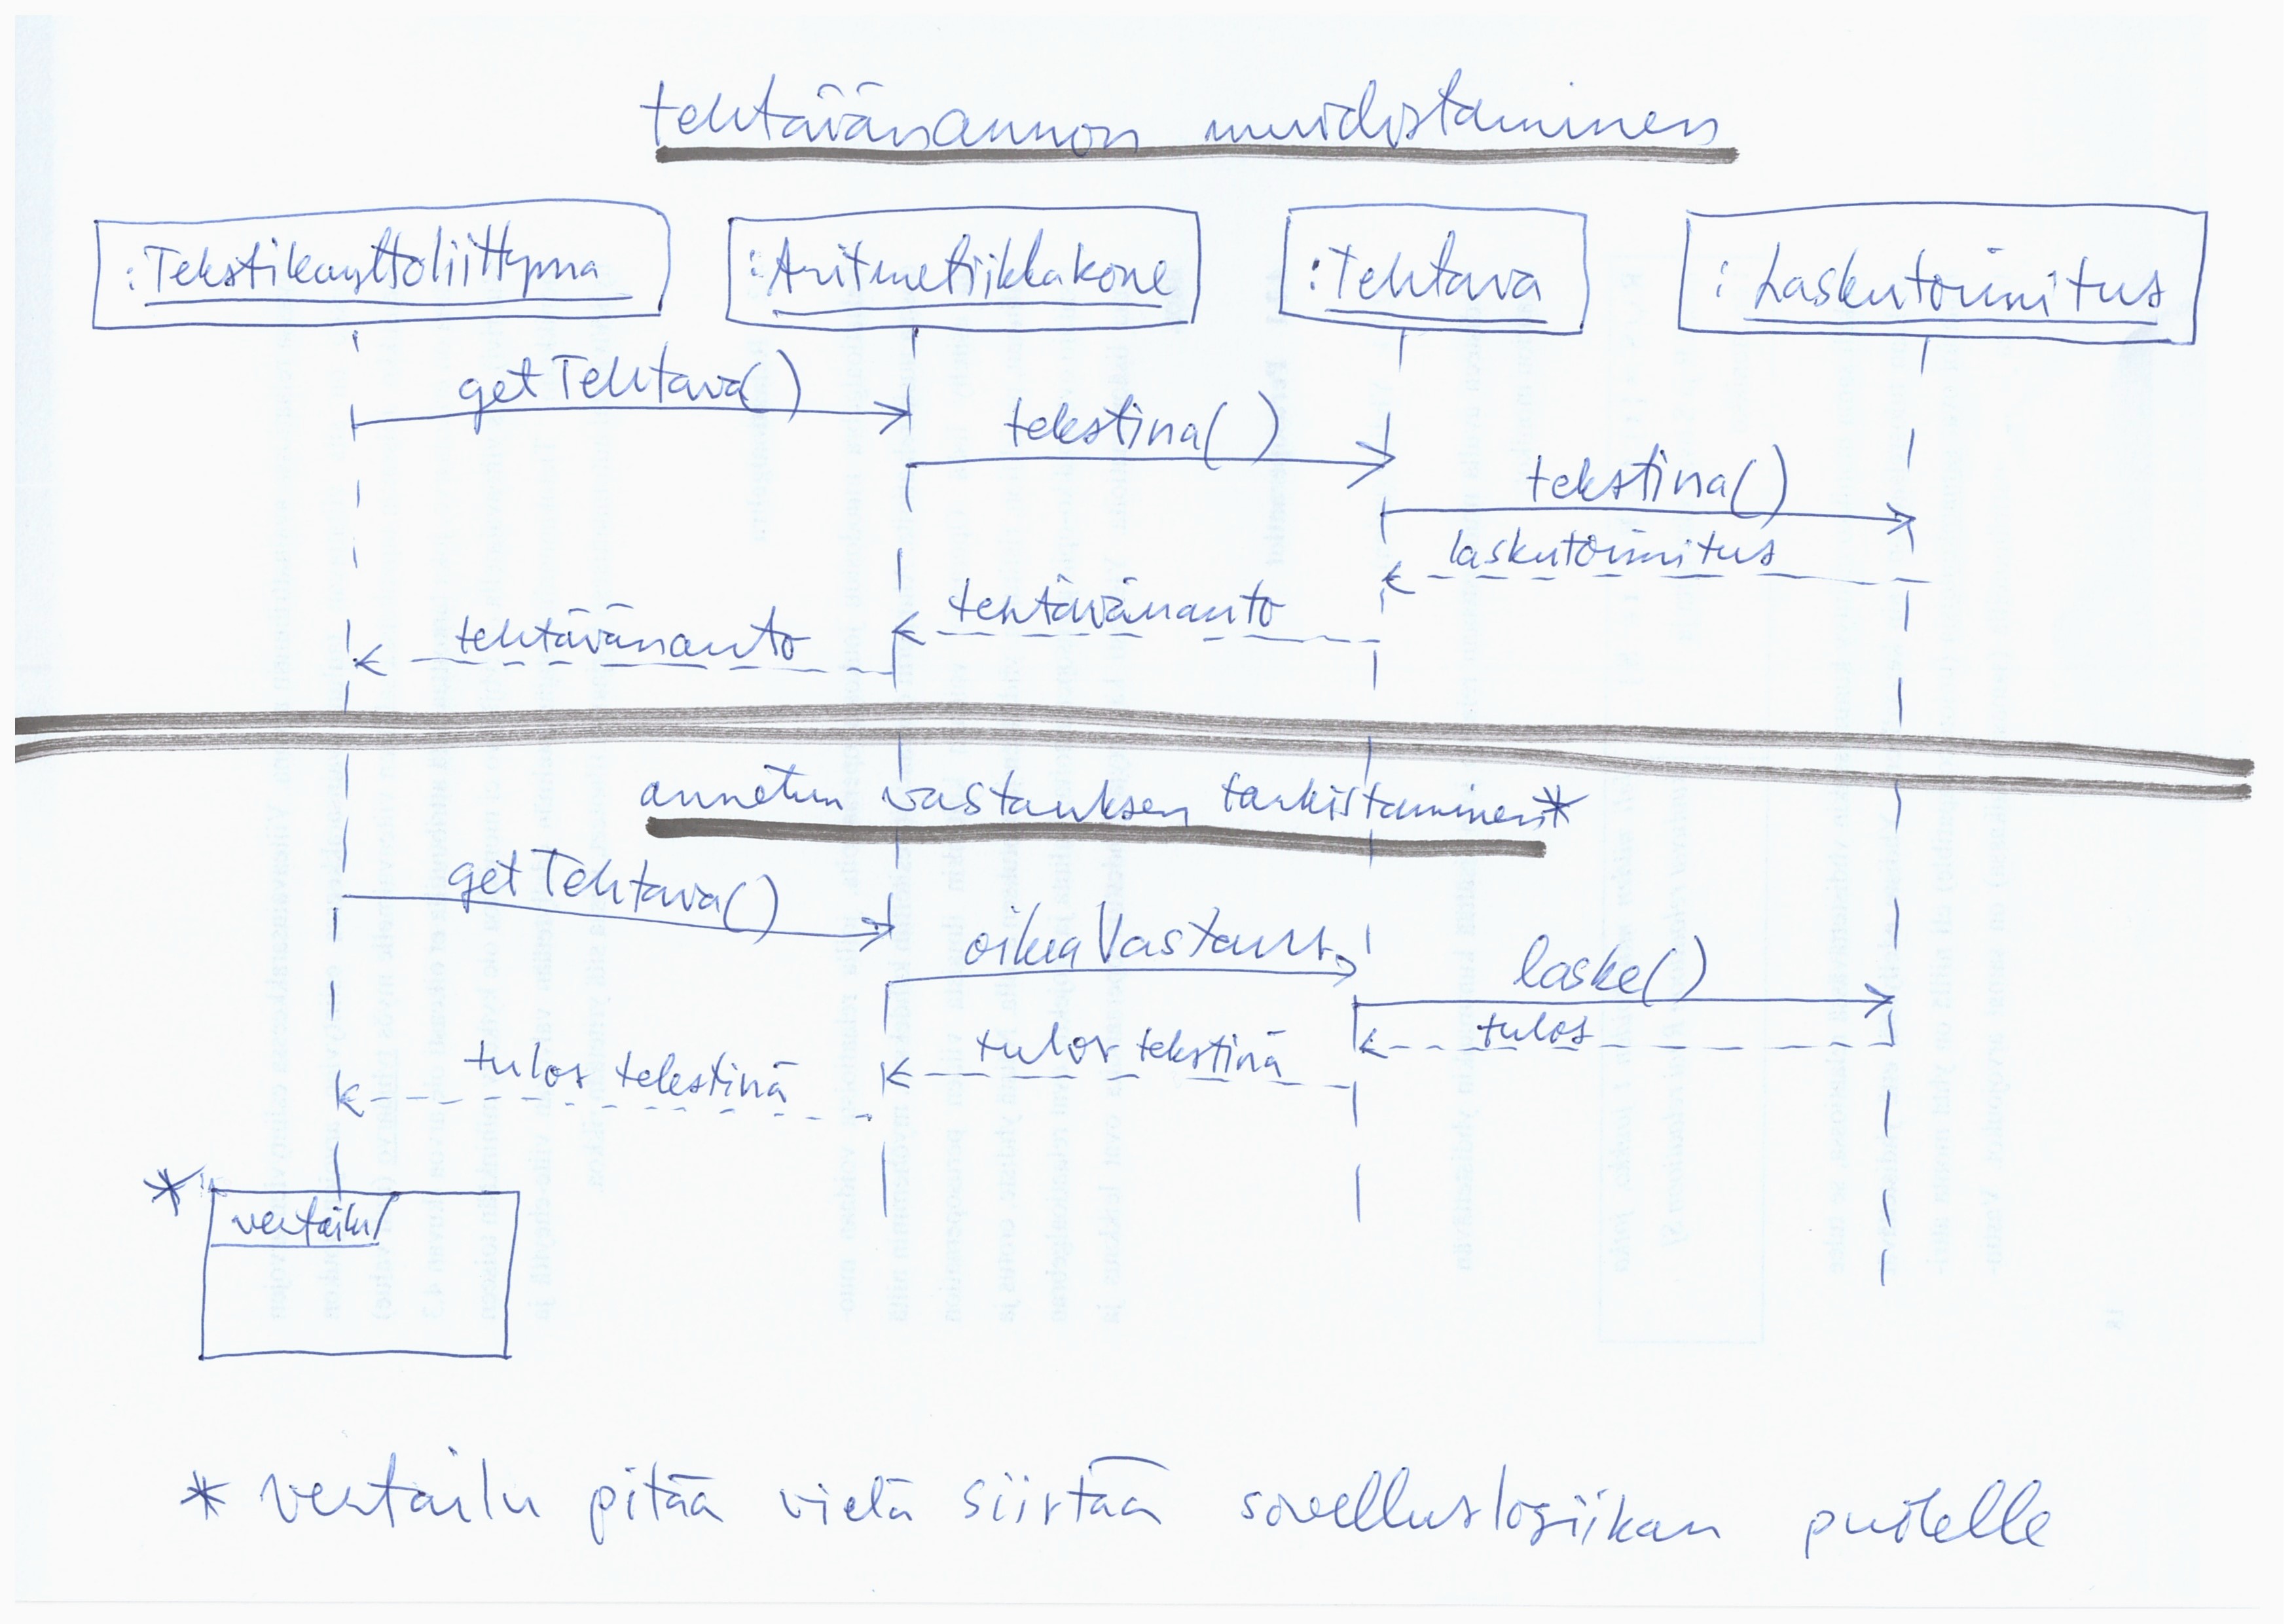 tehtävänannon muodostaminen
:Tekstikayttoliittyma :Aritmetiikkakone :Tehtava : Laskutoimitus
getTehtava()
tekstina()
tekstina()
laskutoimitus
tehtävänanto
tehtävänanto
annetun vastauksen tarkistaminen*
getTehtava()
oikeaVastaus
laske()
tulos
tulos tekstinä
tulos tekstinä
*
vertailu
* vertailu pitää vielä siirtää sovelluslogiikan puolelle